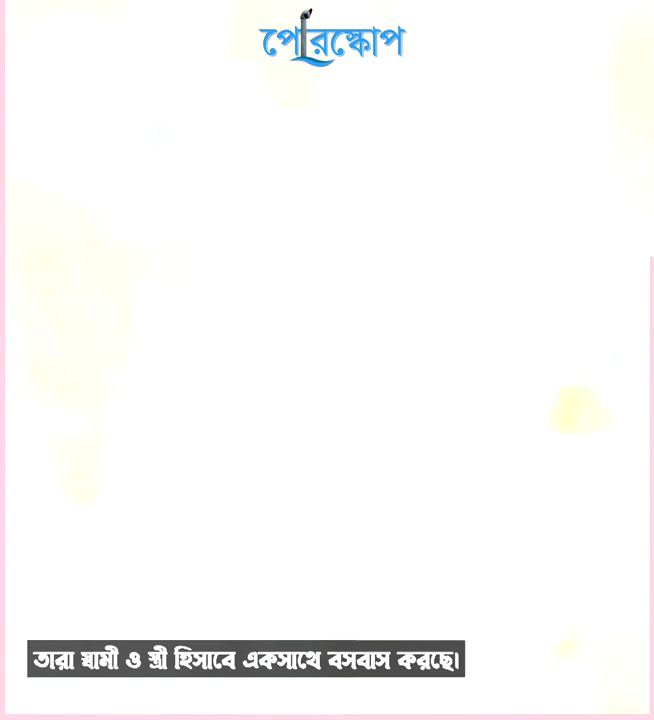 পেরিস্কোপ
তারা স্বামী ও স্ত্রী হিসাবে একসাথে বসবাস করছে।